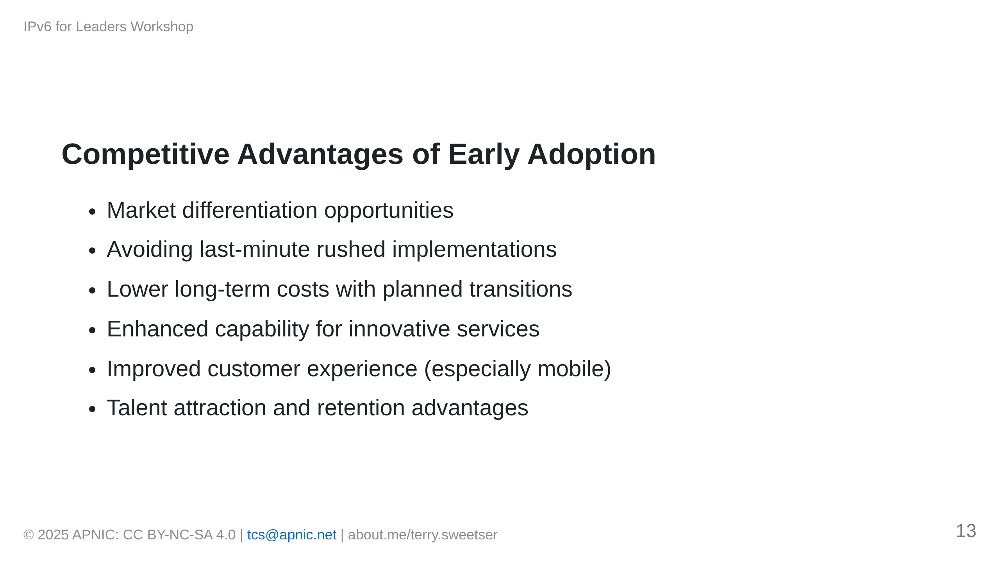 IPv6 for Leaders Workshop
Competitive Advantages of Early Adoption
• Market differentiation opportunities
• Avoiding last-minute rushed implementations
• Lower long-term costs with planned transitions
• Enhanced capability for innovative services
• Improved customer experience (especially mobile)
• Talent attraction and retention advantages
© 2025 APNIC: CC BY-NC-SA 4.0 | tcs@apnic.net | about.me/terry.sweetser
13